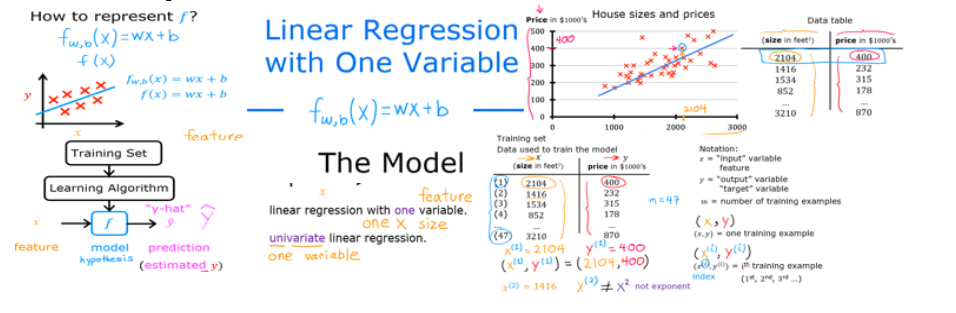 How to represent f?
f_w,b(x)=wx+b
f(x)
f_w,b(x) = wx + b
f(x) = wx + b
y
x
feature
Training Set
Learning Algorithm
x
f
"y-hat"
ŷ
ŷ
feature
model
prediction
hypothesis
(estimated y)
Linear Regression
with One Variable
f_w,b(x)=wx+b
The Model
x
feature
linear regression with one variable.
one x size
univariate linear regression.
one variable
Price in $1000's
House sizes and prices
500
400
400
300
200
100
0
2104
0 1000 2000 3000
Data table
(size in feet²) price in $1000's
2104 400
1416 232
1534 315
852 178
... ...
3210 870
Training set
Data used to train the model
x y
(size in feet²) price in $1000's
(1) 2104 400
(2) 1416 232
(3) 1534 315
(4) 852 178
... ... ...
(47) 3210 870
m=47
x⁽¹⁾=2104 y⁽¹⁾=400
(x⁽¹⁾, y⁽¹⁾) = (2104,400)
x⁽²⁾ = 1416 x⁽²⁾ ≠ x² not exponent
Notation:
x = "input" variable
feature
y = "output" variable
"target" variable
m = number of training examples
(x,y)
(x,y) = one training example
(x⁽ⁱ⁾, y⁽ⁱ⁾)
(x⁽ⁱ⁾,y⁽ⁱ⁾) = iᵗʰ training example
index
(1ˢᵗ, 2ⁿᵈ, 3ʳᵈ ...)